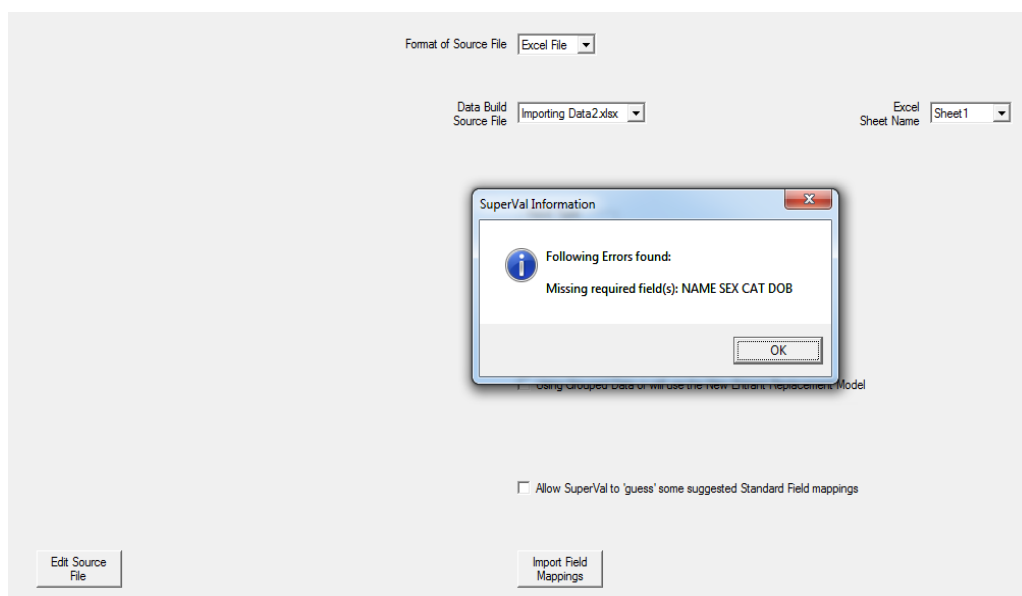 Format of Source File Excel File
Data Build
Source File Importing Data2.xlsx
Excel
Sheet Name Sheet1
SuperVal Information
Following Errors found:
Missing required field(s): NAME SEX CAT DOB
OK
Using Grouped Data or will use the New Entrant Replacement Model
Allow SuperVal to 'guess' some suggested Standard Field mappings
Edit Source
File
Import Field
Mappings